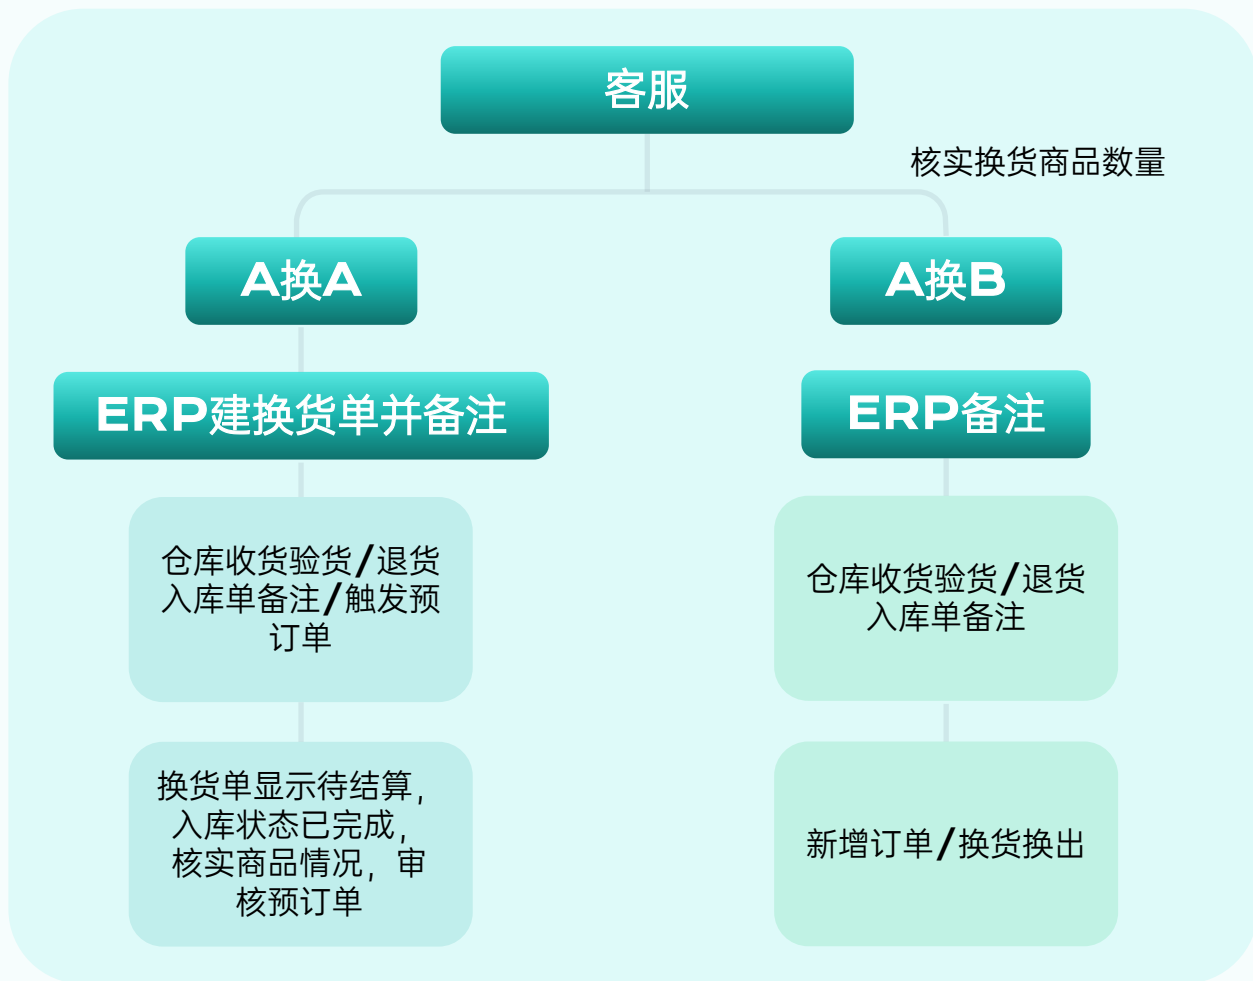 客服
核实换货商品数量
A换A
A换B
ERP建换货单并备注
ERP备注
仓库收货验货/退货
入库单备注/触发预
订单
仓库收货验货/退货
入库单备注
换货单显示待结算，
入库状态已完成，
核实商品情况，审
核预订单
新增订单/换货换出